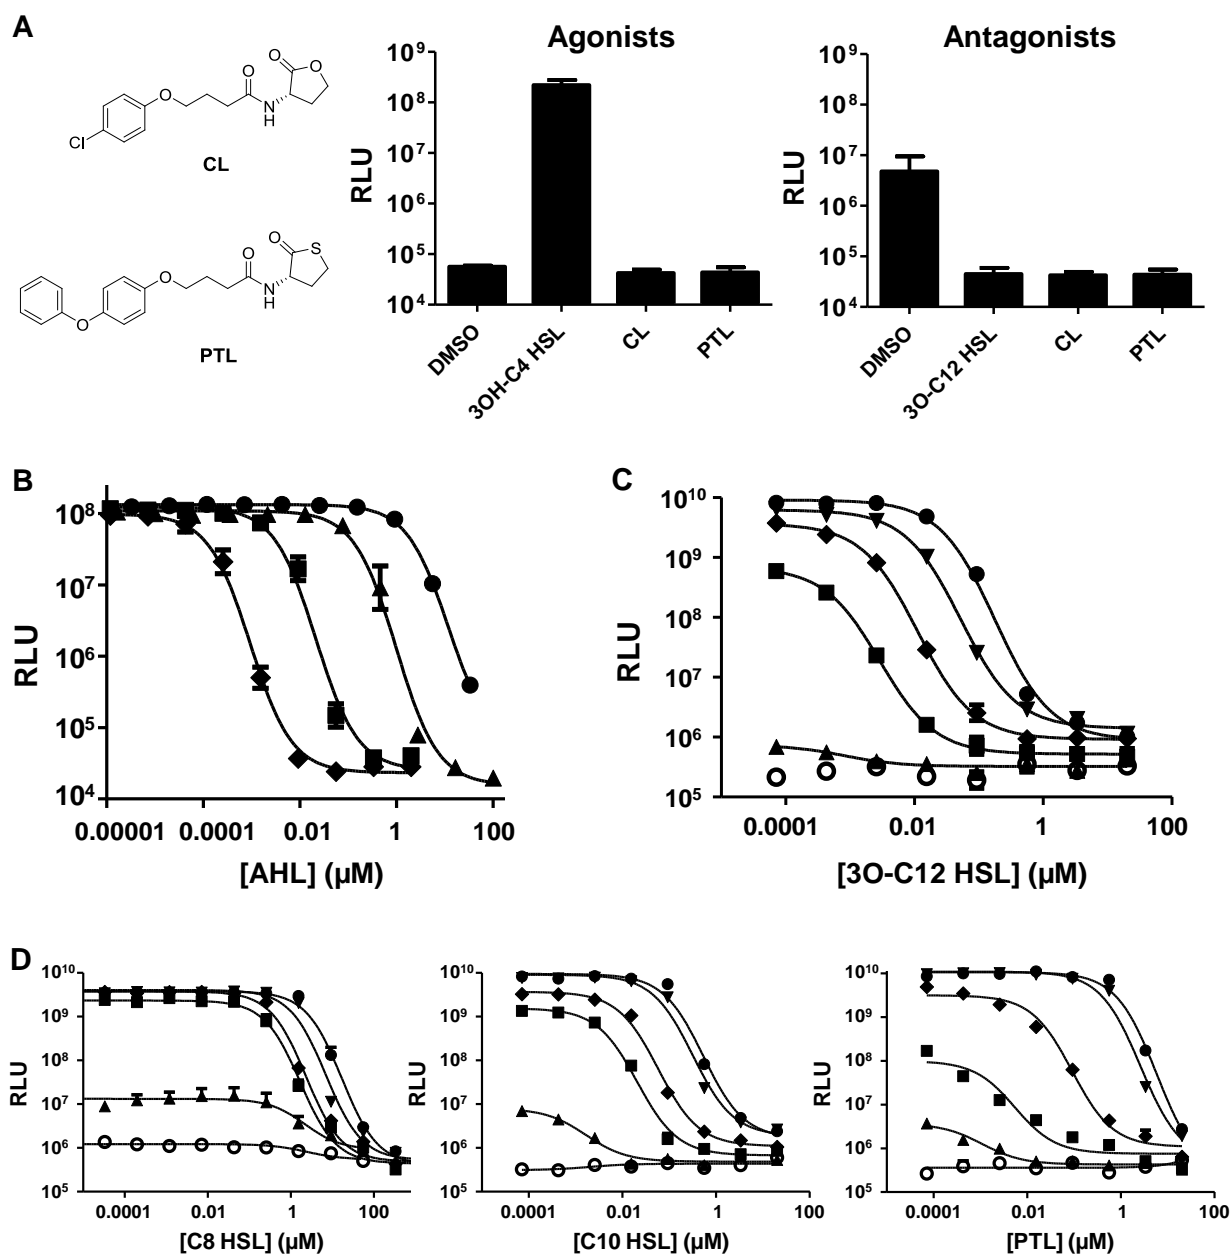 A
O
O
O
O
N
H
Cl
CL
O
S
O
O
N
H
O
PTL
Agonists
10⁹
10⁸
10⁷
10⁶
10⁵
10⁴
RLU
DMSO
3OH-C4 HSL
CL
PTL
Antagonists
10⁹
10⁸
10⁷
10⁶
10⁵
10⁴
RLU
DMSO
3O-C12 HSL
CL
PTL
B
10⁸
10⁷
10⁶
10⁵
10⁴
RLU
0.00001 0.0001 0.01 1 100
[AHL] (μM)
C
10¹⁰
10⁹
10⁸
10⁷
10⁶
10⁵
RLU
0.0001 0.01 1 100
[3O-C12 HSL] (μM)
D
10¹⁰
10⁹
10⁸
10⁷
10⁶
10⁵
RLU
0.0001 0.01 1 100
[C8 HSL] (μM)
10¹⁰
10⁹
10⁸
10⁷
10⁶
10⁵
RLU
0.0001 0.01 1 100
[C10 HSL] (μM)
10¹⁰
10⁹
10⁸
10⁷
10⁶
10⁵
RLU
0.0001 0.01 1 100
[PTL] (μM)